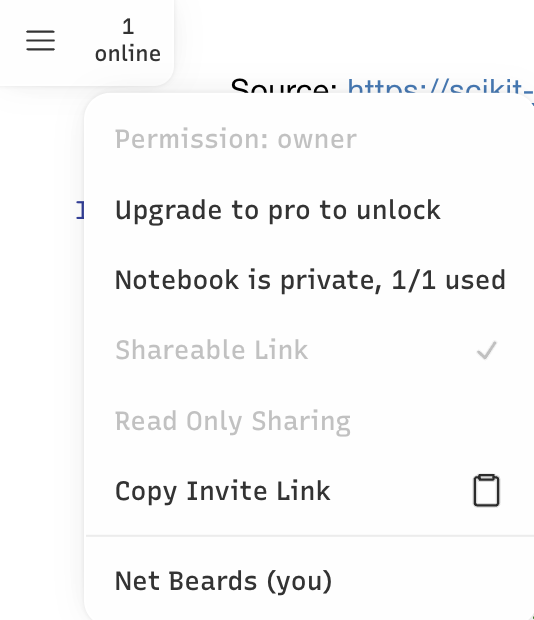 1
online
Source: https://scikit-
Permission: owner
Upgrade to pro to unlock
Notebook is private, 1/1 used
Shareable Link
Read Only Sharing
Copy Invite Link
Net Beards (you)